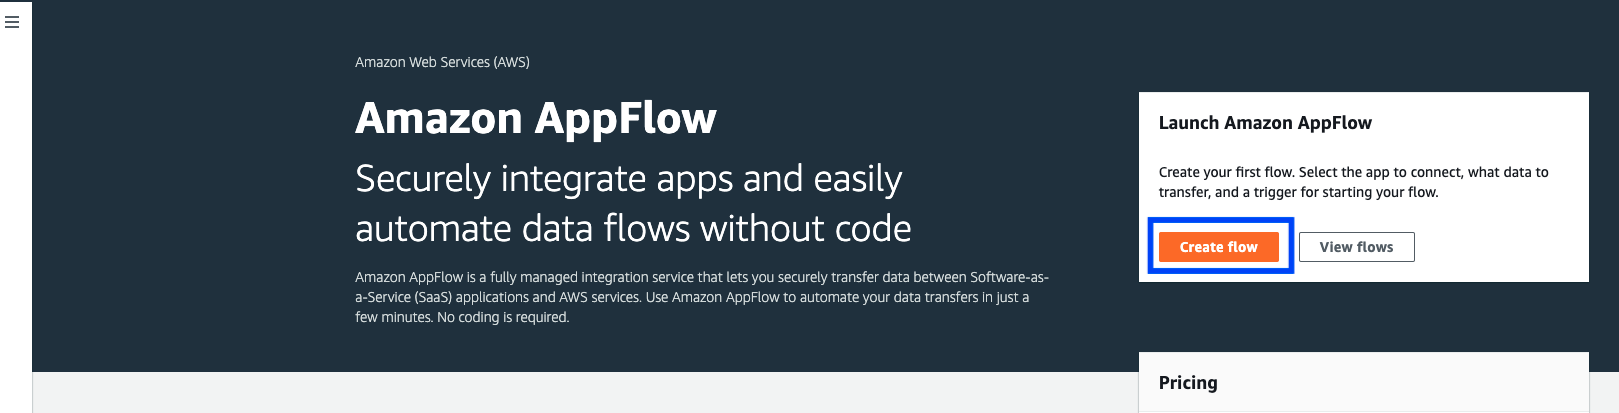 Amazon Web Services (AWS)
Amazon AppFlow
Securely integrate apps and easily
automate data flows without code
Amazon AppFlow is a fully managed integration service that lets you securely transfer data between Software-as-
a-Service (SaaS) applications and AWS services. Use Amazon AppFlow to automate your data transfers in just a
few minutes. No coding is required.
Launch Amazon AppFlow
Create your first flow. Select the app to connect, what data to
transfer, and a trigger for starting your flow.
Create flow
View flows
Pricing